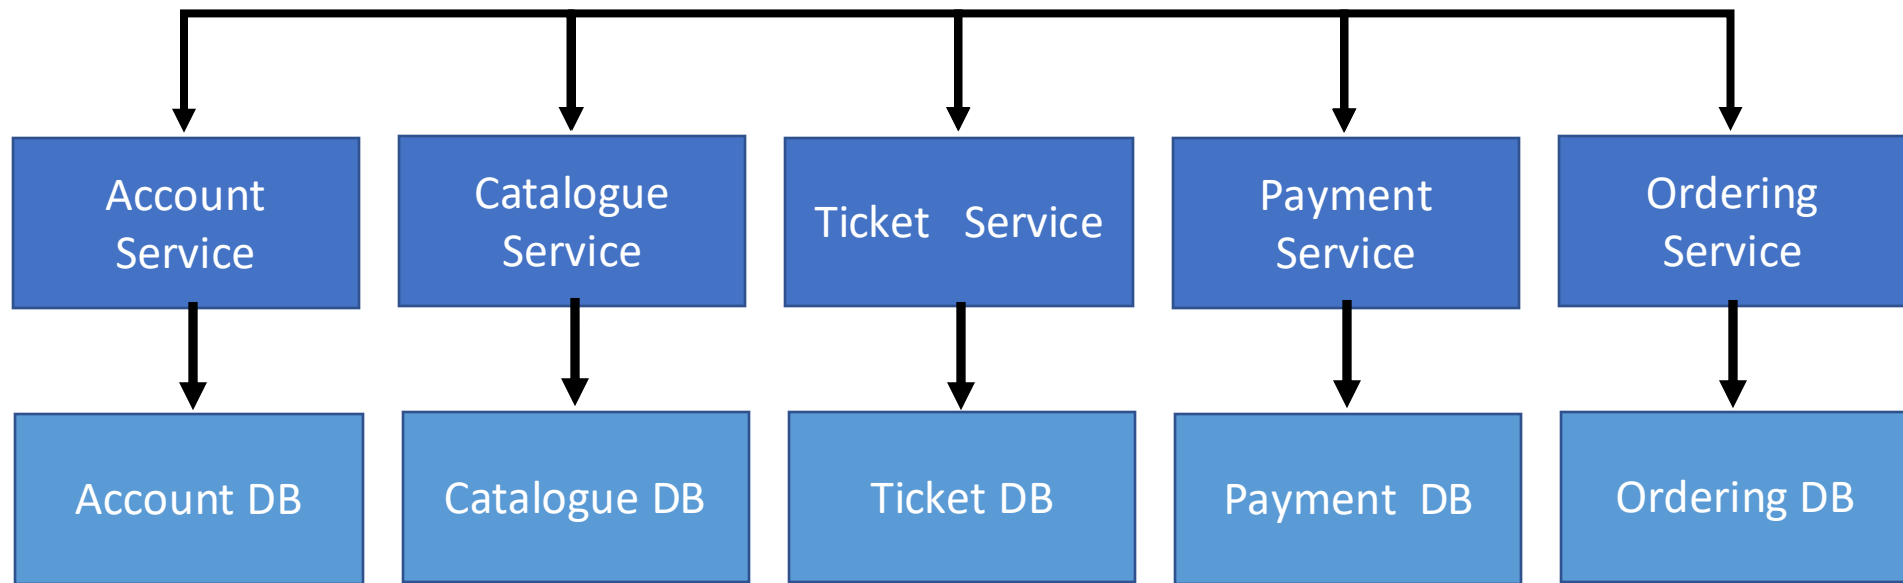 Account
Service
Catalogue
Service
Ticket Service
Payment
Service
Ordering
Service
Account DB
Catalogue DB
Ticket DB
Payment DB
Ordering DB